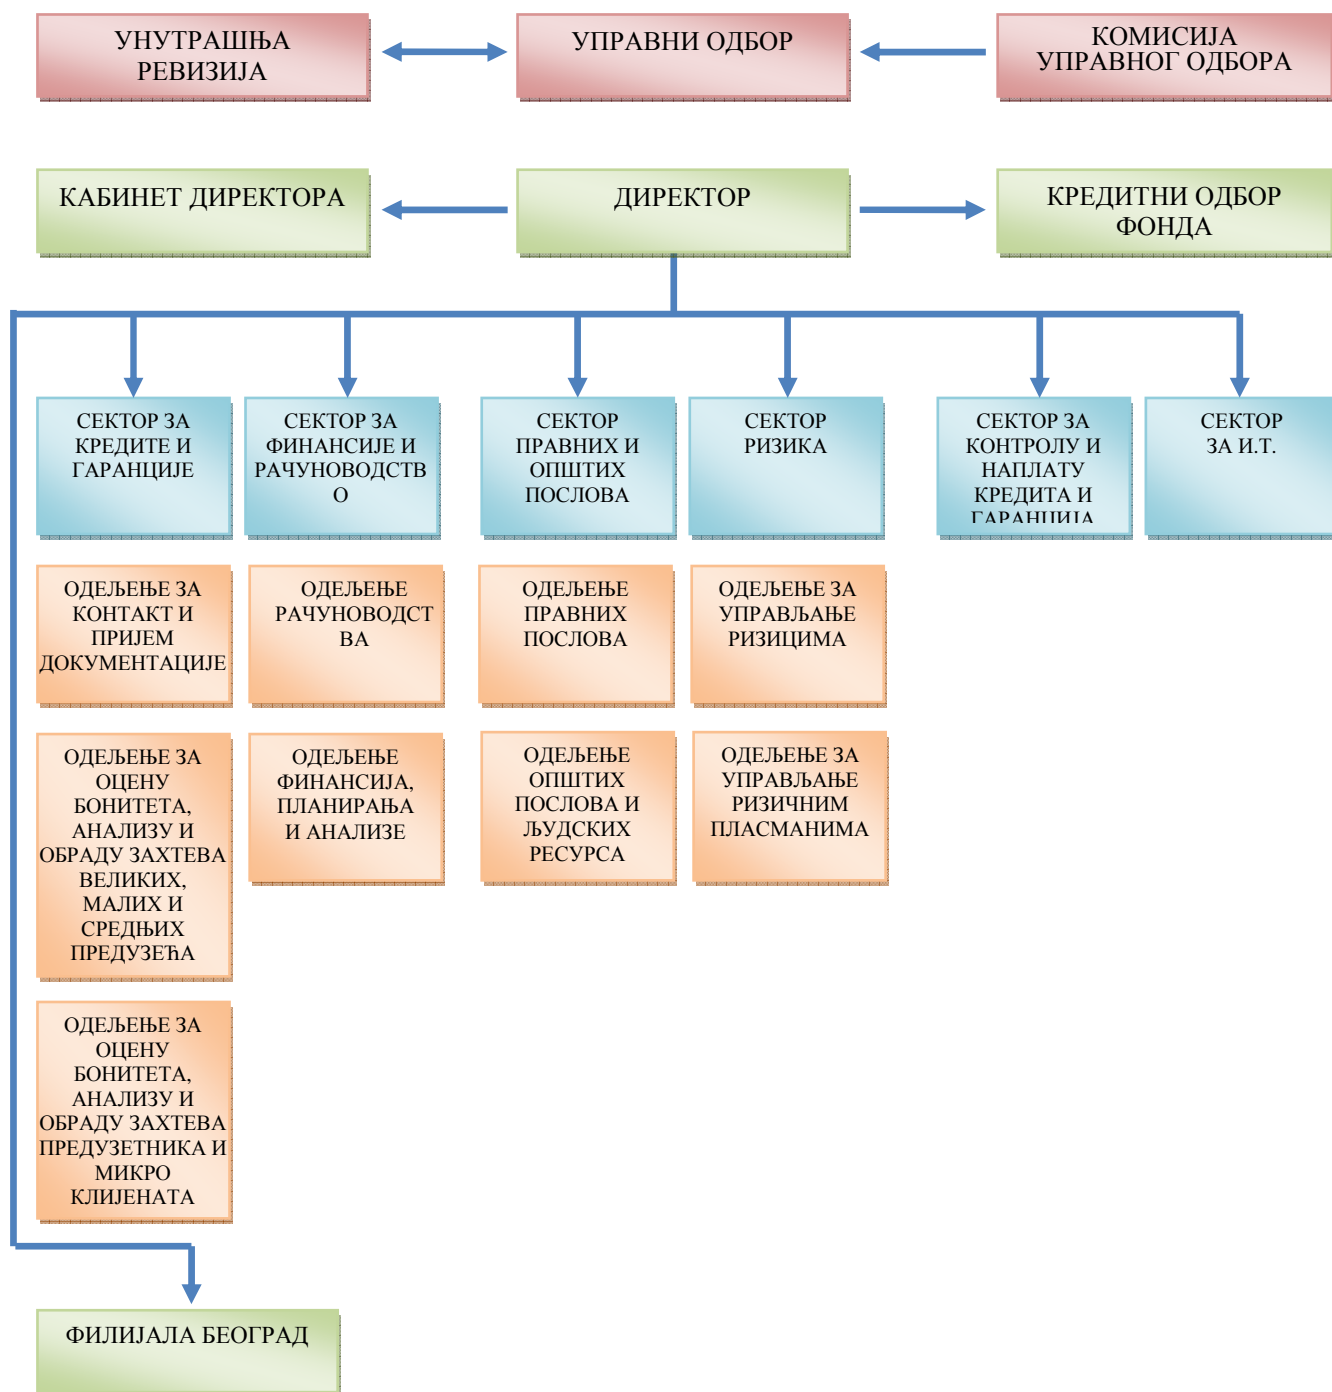 УНУТРАШЊА
РЕВИЗИЈА
УПРАВНИ ОДБОР
КОМИСИЈА
УПРАВНОГ ОДБОРА
КАБИНЕТ ДИРЕКТОРА
ДИРЕКТОР
КРЕДИТНИ ОДБОР
ФОНДА
СЕКТОР ЗА
КРЕДИТЕ И
ГАРАНЦИЈЕ
СЕКТОР ЗА
ФИНАНСИЈЕ И
РАЧУНОВОДСТВ
О
СЕКТОР
ПРАВНИХ И
ОПШТИХ
ПОСЛОВА
СЕКТОР
РИЗИКА
СЕКТОР ЗА
КОНТРОЛУ И
НАПЛАТУ
КРЕДИТА И
ГАРАНЦИЈА
СЕКТОР
ЗА И.Т.
ОДЕЉЕЊЕ ЗА
КОНТАКТ И
ПРИЈЕМ
ДОКУМЕНТАЦИЈЕ
ОДЕЉЕЊЕ
РАЧУНОВОДСТ
ВА
ОДЕЉЕЊЕ
ПРАВНИХ
ПОСЛОВА
ОДЕЉЕЊЕ ЗА
УПРАВЉАЊЕ
РИЗИЦИМА
ОДЕЉЕЊЕ ЗА
ОЦЕНУ
БОНИТЕТА,
АНАЛИЗУ И
ОБРАДУ ЗАХТЕВА
ВЕЛИКИХ,
МАЛИХ И
СРЕДЊИХ
ПРЕДУЗЕЋА
ОДЕЉЕЊЕ
ФИНАНСИЈА,
ПЛАНИРАЊА
И АНАЛИЗЕ
ОДЕЉЕЊЕ
ОПШТИХ
ПОСЛОВА И
ЉУДСКИХ
РЕСУРСА
ОДЕЉЕЊЕ ЗА
УПРАВЉАЊЕ
РИЗИЧНИМ
ПЛАСМАНИМА
ОДЕЉЕЊЕ ЗА
ОЦЕНУ
БОНИТЕТА,
АНАЛИЗУ И
ОБРАДУ ЗАХТЕВА
ПРЕДУЗЕТНИКА И
МИКРО
КЛИЈЕНАТА
ФИЛИЈАЛА БЕОГРАД